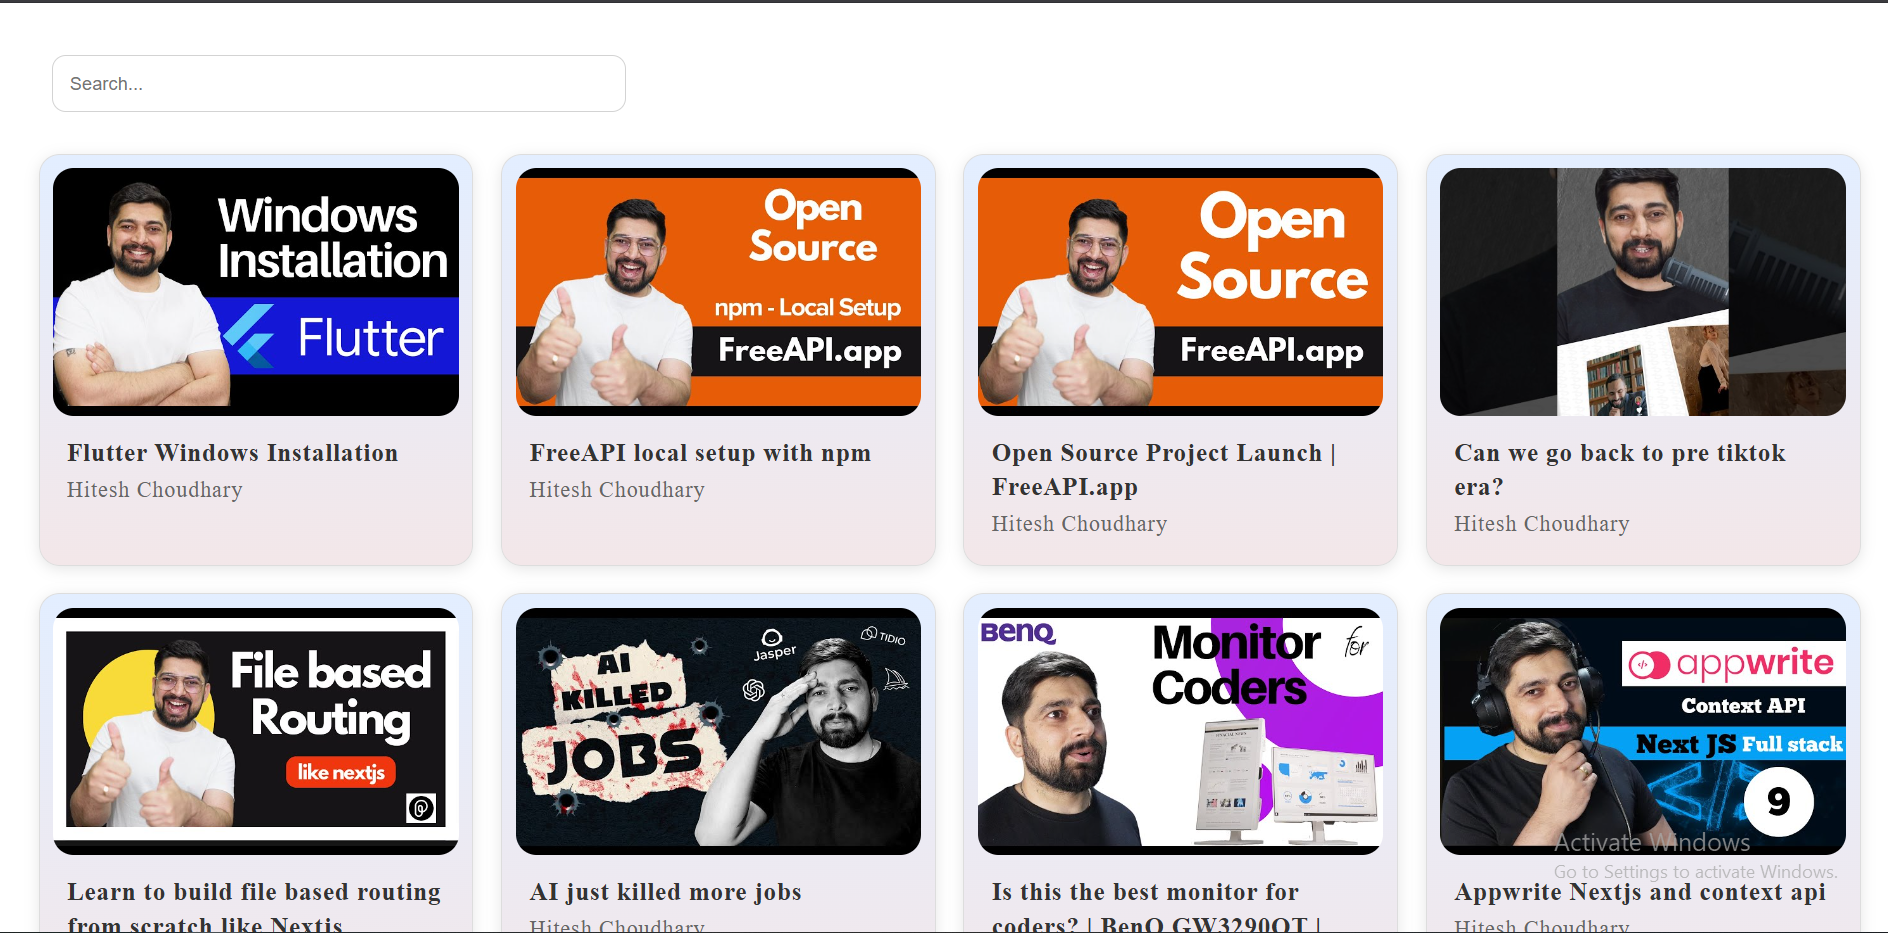 Search...
Windows
Installation
Flutter
Flutter Windows Installation
Hitesh Choudhary
Open
Source
npm - Local Setup
FreeAPI.app
FreeAPI local setup with npm
Hitesh Choudhary
Open
Source
FreeAPI.app
Open Source Project Launch |
FreeAPI.app
Hitesh Choudhary
Can we go back to pre tiktok
era?
Hitesh Choudhary
File based
Routing
like nextjs
Learn to build file based routing
from scratch like Nextjs
AI
KILLED
JOBS
Jasper
TIDIO
AI just killed more jobs
Hitesh Choudhary
BenQ
Monitor for
Coders
Is this the best monitor for
coders? | BenQ GW3290QT |
appwrite
Context API
Next JS Full stack
9
Appwrite Nextjs and context api
Hitesh Choudhary
Activate Windows
Go to Settings to activate Windows.